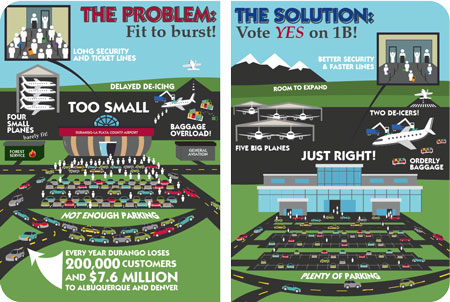 THE PROBLEM:
Fit to burst!
LONG SECURITY
AND TICKET LINES
DELAYED DE-ICING
FOUR
SMALL
PLANES
barely fit!
TOO SMALL
BAGGAGE
OVERLOAD!
DURANGO-LA PLATA COUNTY AIRPORT
FOREST
SERVICE
GENERAL
AVIATION
NOT ENOUGH PARKING
EVERY YEAR DURANGO LOSES
200,000 CUSTOMERS
AND $7.6 MILLION
TO ALBUQUERQUE AND DENVER
THE SOLUTION:
Vote YES on 1B!
BETTER SECURITY
& FASTER LINES
ROOM TO EXPAND
TWO DE-ICERS!
FIVE BIG PLANES
JUST RIGHT!
ORDERLY
BAGGAGE
PLENTY OF PARKING